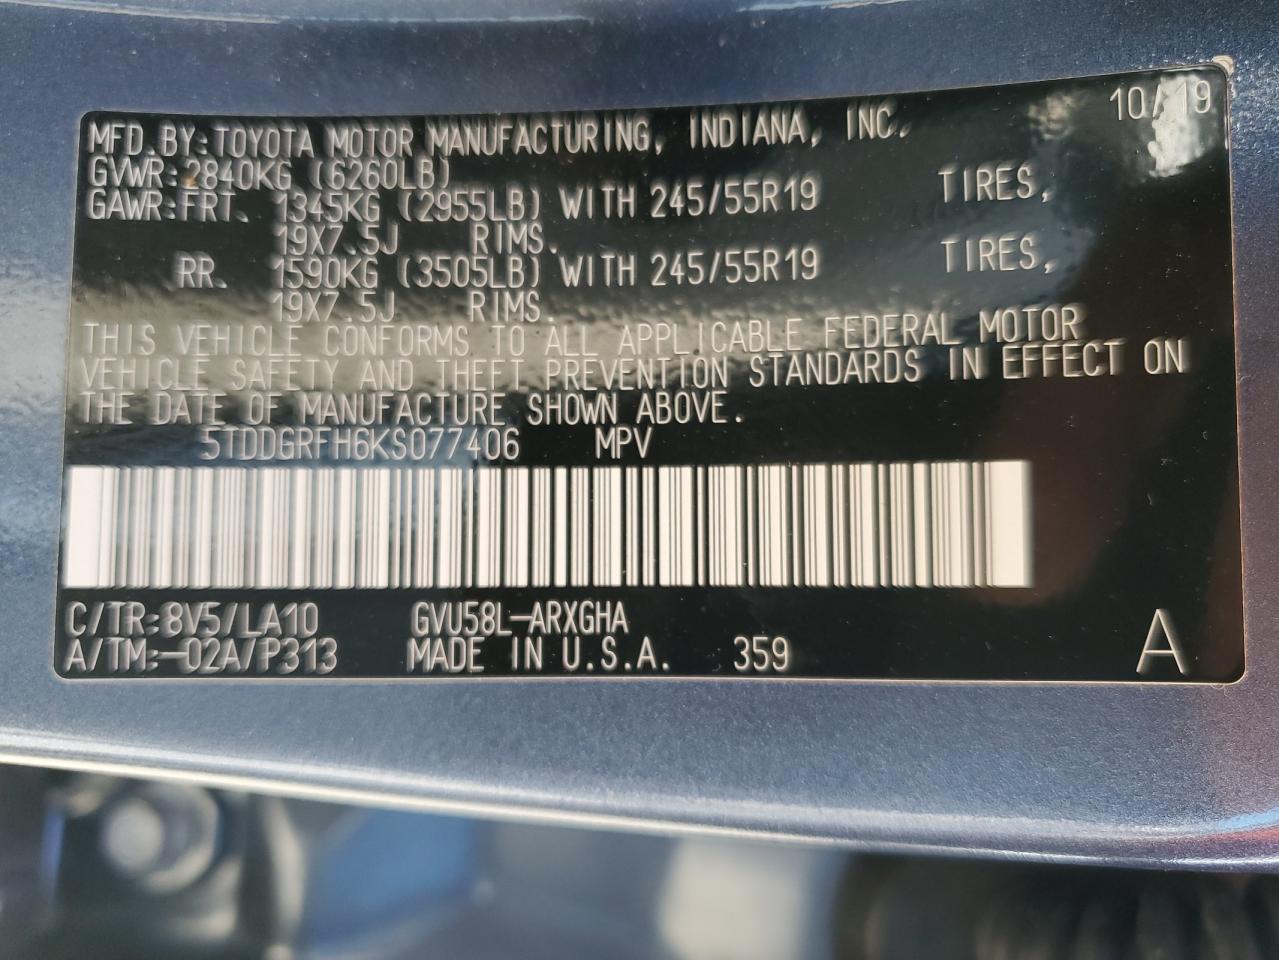 10/19
MFD.BY:TOYOTA MOTOR MANUFACTURING, INDIANA, INC.
GVWR:2840KG (6260LB)
GAWR:FRT. 1345KG (2955LB) WITH 245/55R19 TIRES,
19X7.5J RIMS.
RR. 1590KG (3505LB) WITH 245/55R19 TIRES,
19X7.5J RIMS.
THIS VEHICLE CONFORMS TO ALL APPLICABLE FEDERAL MOTOR
VEHICLE SAFETY AND THEFT PREVENTION STANDARDS IN EFFECT ON
THE DATE OF MANUFACTURE SHOWN ABOVE.
5TDDGRFH6KS077406 MPV
C/TR:8V5/LA10 GVU58L-ARXGHA
A/TM:-02A/P313 MADE IN U.S.A. 359 A